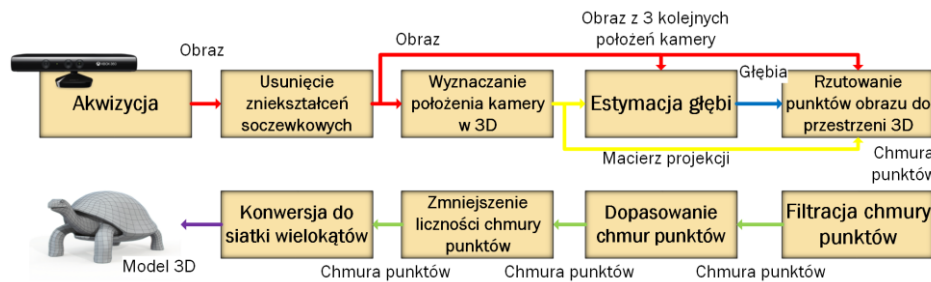 Obraz z 3 kolejnych
położeń kamery
Obraz
Obraz
Akwizycja
Usunięcie
zniekształceń
soczewkowych
Wyznaczanie
położenia kamery
w 3D
Estymacja głębi
Głębia
Rzutowanie
punktów obrazu do
przestrzeni 3D
Macierz projekcji
Chmura
punktów
Filtracja chmury
punktów
Chmura punktów
Dopasowanie
chmur punktów
Chmura punktów
Zmniejszenie
liczności chmury
punktów
Chmura punktów
Konwersja do
siatki wielokątów
Model 3D